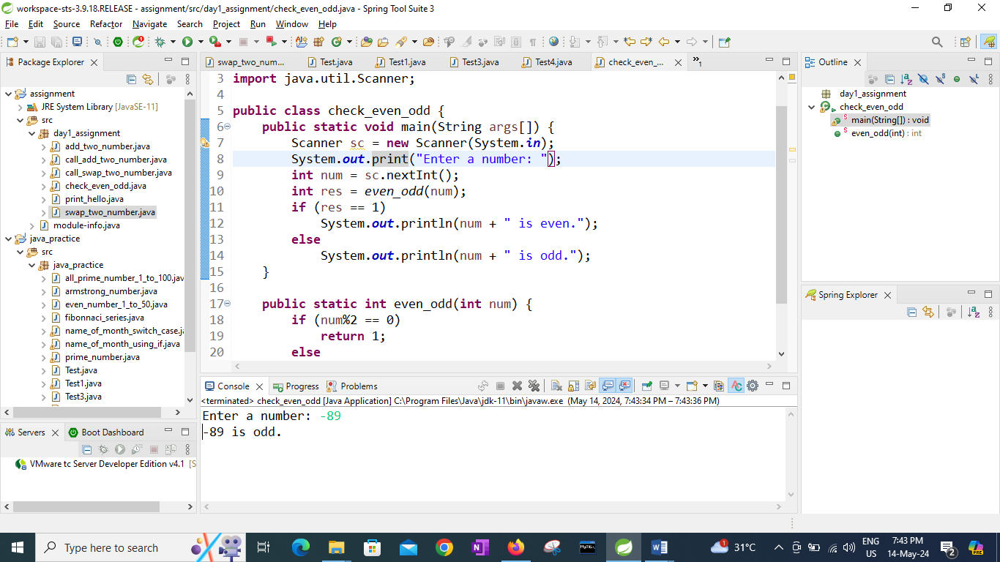 workspace-sts-3.9.18.RELEASE - assignment/src/day1_assignment/check_even_odd.java - Spring Tool Suite 3
File Edit Source Refactor Navigate Search Project Run Window Help
Package Explorer
assignment
JRE System Library [JavaSE-11]
src
day1_assignment
add_two_number.java
call_add_two_number.java
call_swap_two_number.java
check_even_odd.java
print_hello.java
swap_two_number.java
module-info.java
java_practice
src
java_practice
all_prime_number_1_to_100.jav
armstrong_number.java
even_number_1_to_50.java
fibonnaci_series.java
name_of_month_switch_case.ja
name_of_month_using_if.java
prime_number.java
Test.java
Test1.java
Test3.java
Servers Boot Dashboard
VMware tc Server Developer Edition v4.1 [S
swap_two_num... Test.java Test1.java Test3.java Test4.java check_even_... »1
3 import java.util.Scanner;
4
5 public class check_even_odd {
6 public static void main(String args[]) {
7 Scanner sc = new Scanner(System.in);
8 System.out.print("Enter a number: ");
9 int num = sc.nextInt();
10 int res = even_odd(num);
11 if (res == 1)
12 System.out.println(num + " is even.");
13 else
14 System.out.println(num + " is odd.");
15 }
16
17 public static int even_odd(int num) {
18 if (num%2 == 0)
19 return 1;
20 else
Console Progress Problems
<terminated> check_even_odd [Java Application] C:\Program Files\Java\jdk-11\bin\javaw.exe (May 14, 2024, 7:43:34 PM – 7:43:36 PM)
Enter a number: -89
-89 is odd.
Outline
day1_assignment
check_even_odd
main(String[]) : void
even_odd(int) : int
Spring Explorer
Type here to search
31°C
ENG
US
7:43 PM
14-May-24